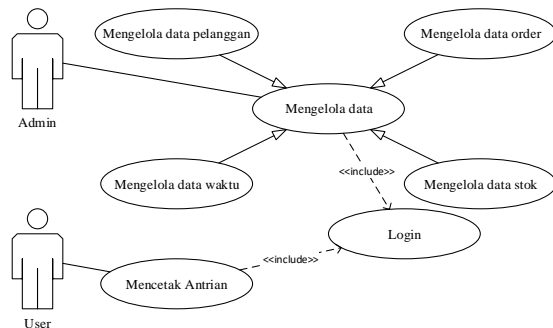 Mengelola data pelanggan
Mengelola data order
Mengelola data
Admin
<<include>>
Mengelola data waktu
Mengelola data stok
Login
<<include>>
Mencetak Antrian
User